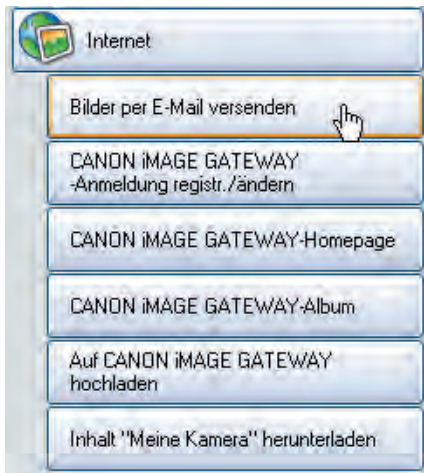 Internet
Bilder per E-Mail versenden
CANON iMAGE GATEWAY
-Anmeldung registr./ändern
CANON iMAGE GATEWAY-Homepage
CANON iMAGE GATEWAY-Album
Auf CANON iMAGE GATEWAY
hochladen
Inhalt "Meine Kamera" herunterladen